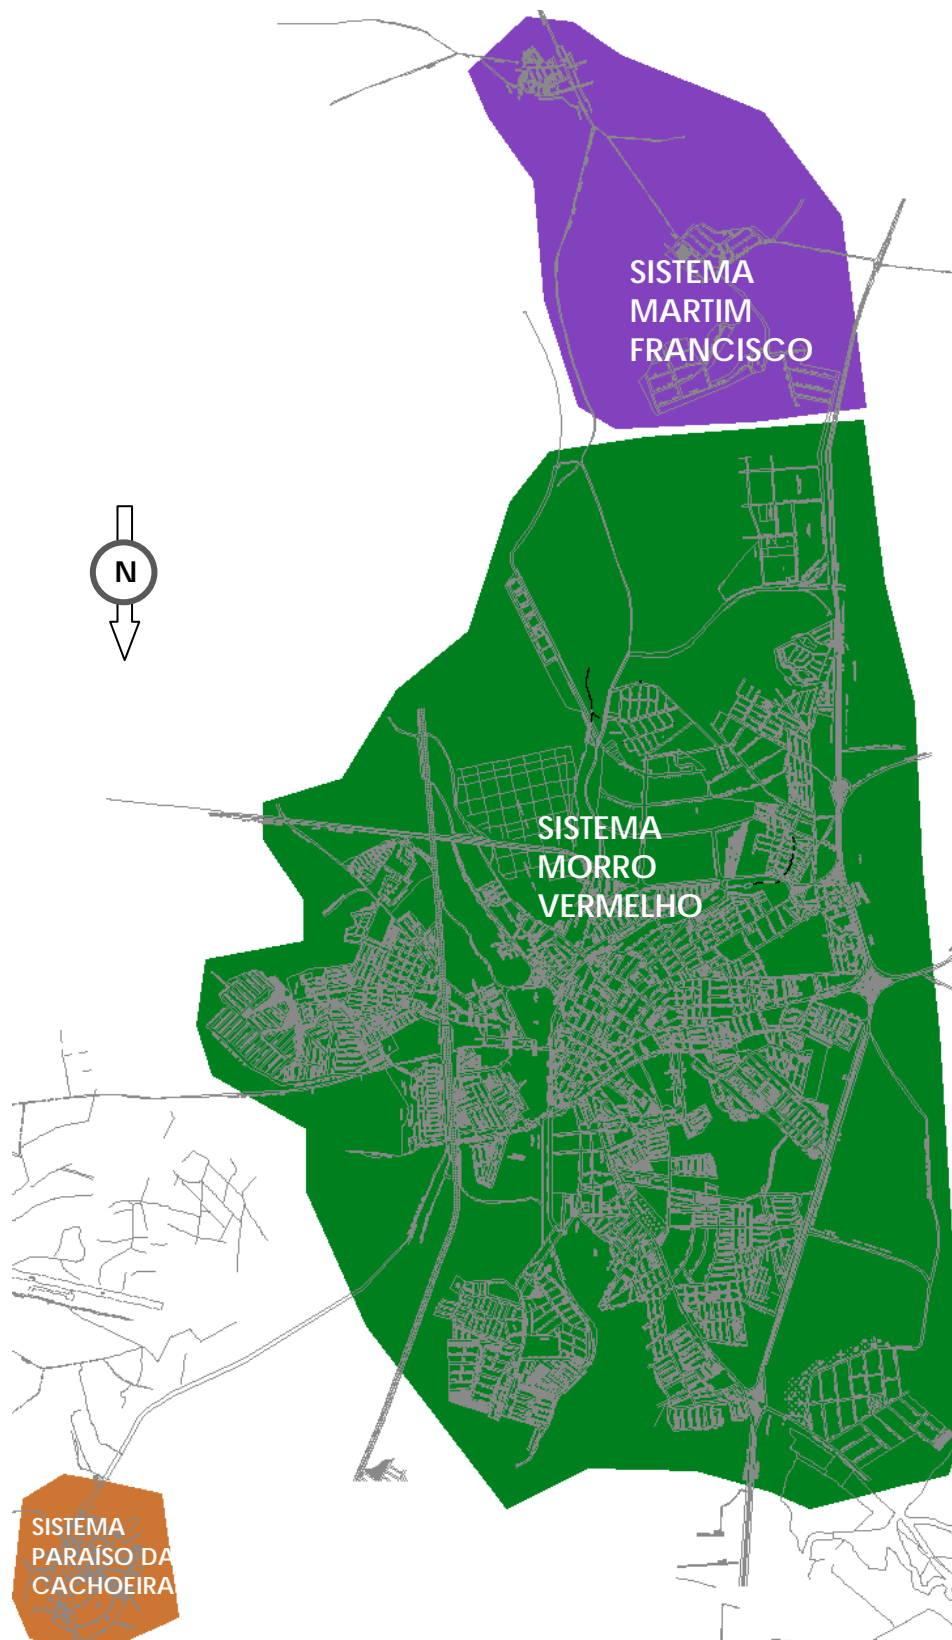 SISTEMA
MARTIM
FRANCISCO
N
SISTEMA
MORRO
VERMELHO
SISTEMA
PARAÍSO DA
CACHOEIRA